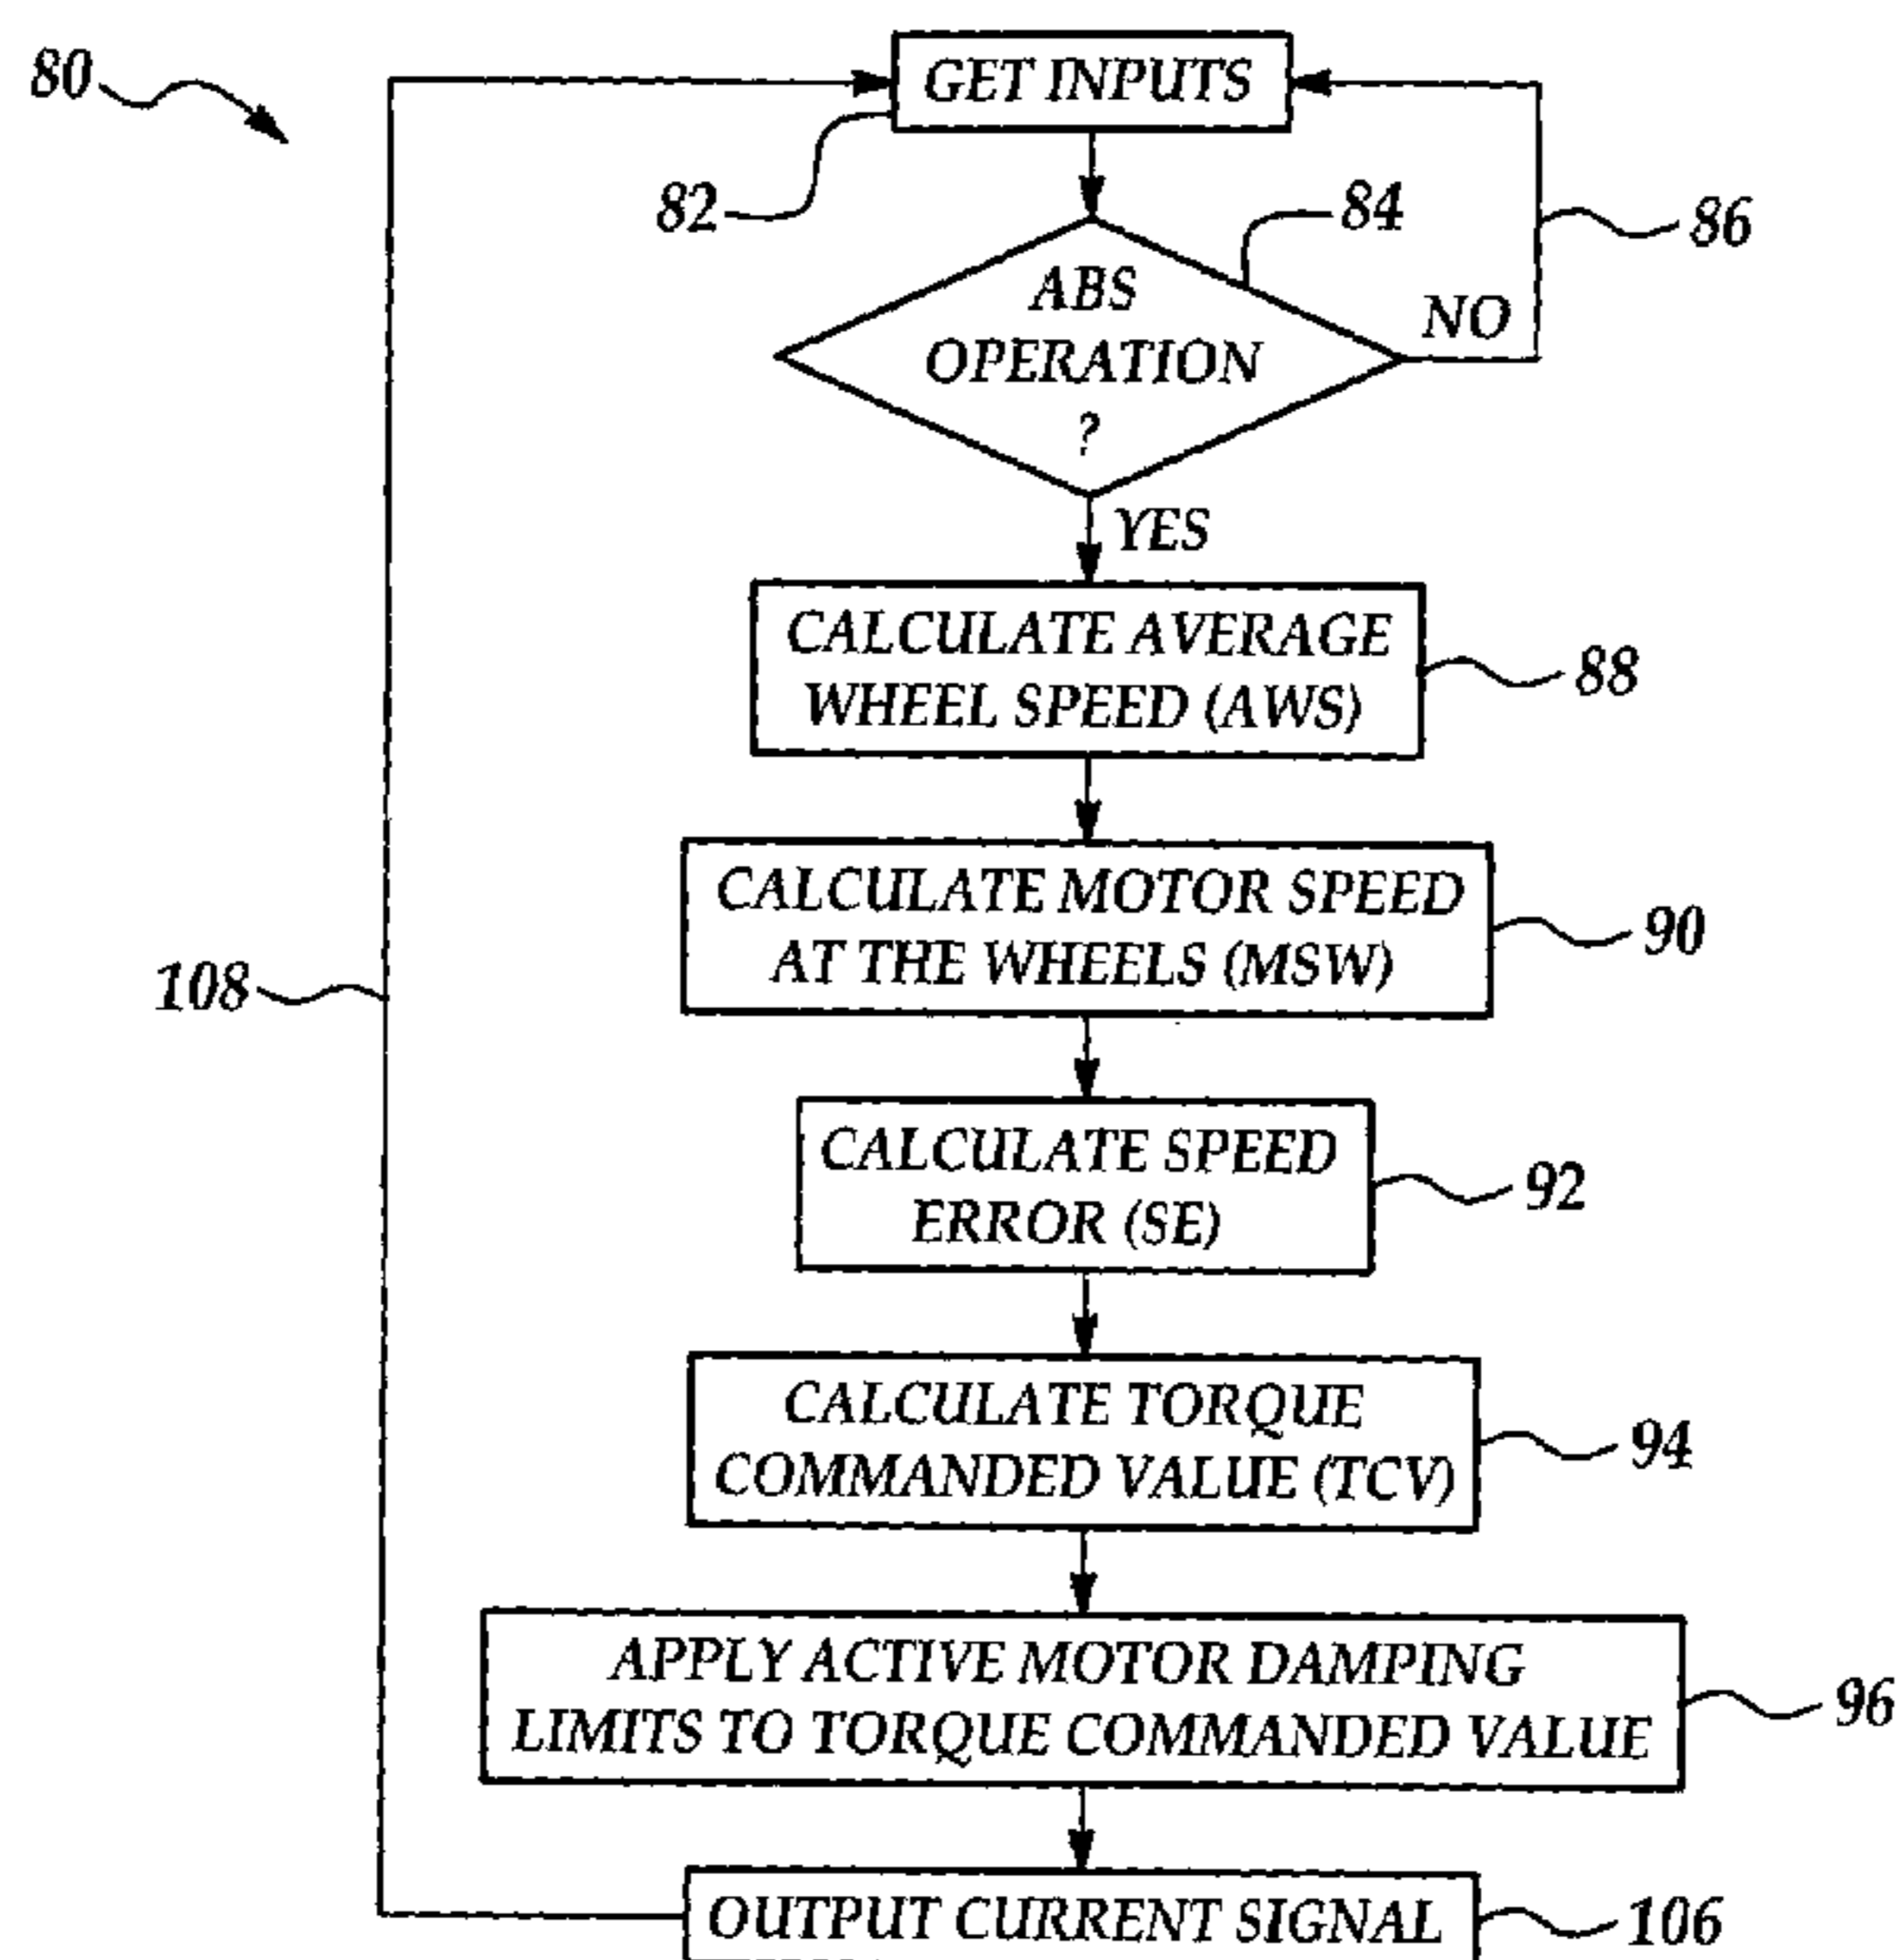 80
GET INPUTS
82
84
86
ABS
OPERATION
?
NO
YES
CALCULATE AVERAGE
WHEEL SPEED (AWS)
88
CALCULATE MOTOR SPEED
AT THE WHEELS (MSW)
90
108
CALCULATE SPEED
ERROR (SE)
92
CALCULATE TORQUE
COMMANDED VALUE (TCV)
94
APPLY ACTIVE MOTOR DAMPING
LIMITS TO TORQUE COMMANDED VALUE
96
OUTPUT CURRENT SIGNAL
106